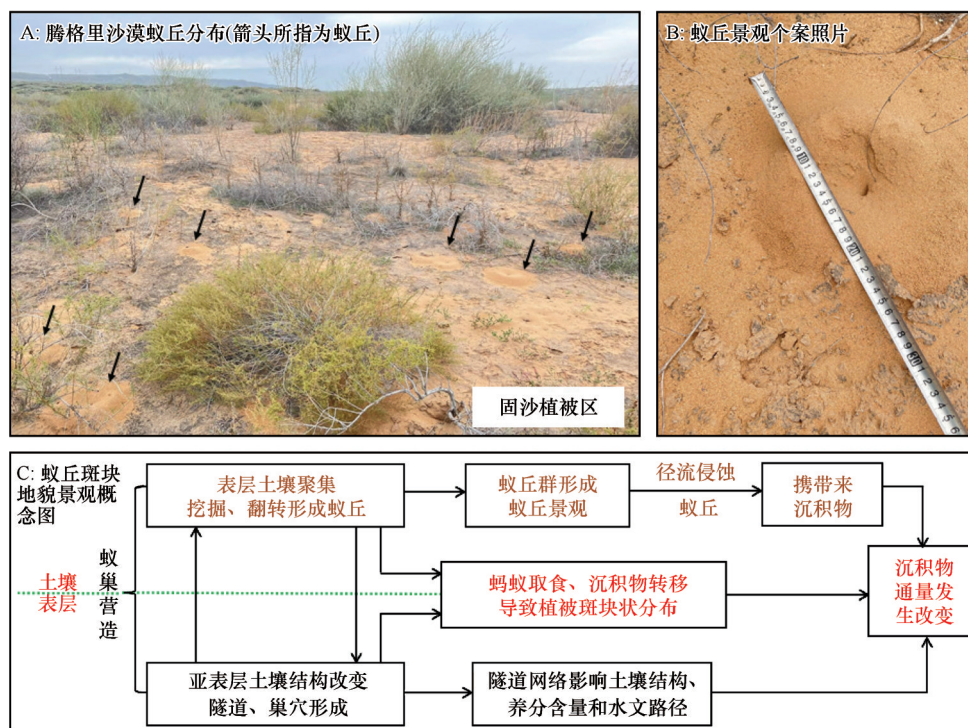 A: 腾格里沙漠蚁丘分布(箭头所指为蚁丘)
固沙植被区
B: 蚁丘景观个案照片
C: 蚁丘斑块
地貌景观概
念图
土壤
表层
蚁巢营造
表层土壤聚集
挖掘、翻转形成蚁丘
蚁丘群形成
蚁丘景观
径流侵蚀
蚁丘
携带来
沉积物
蚂蚁取食、沉积物转移
导致植被斑块状分布
沉积物
通量发
生改变
亚表层土壤结构改变
隧道、巢穴形成
隧道网络影响土壤结构、
养分含量和水文路径